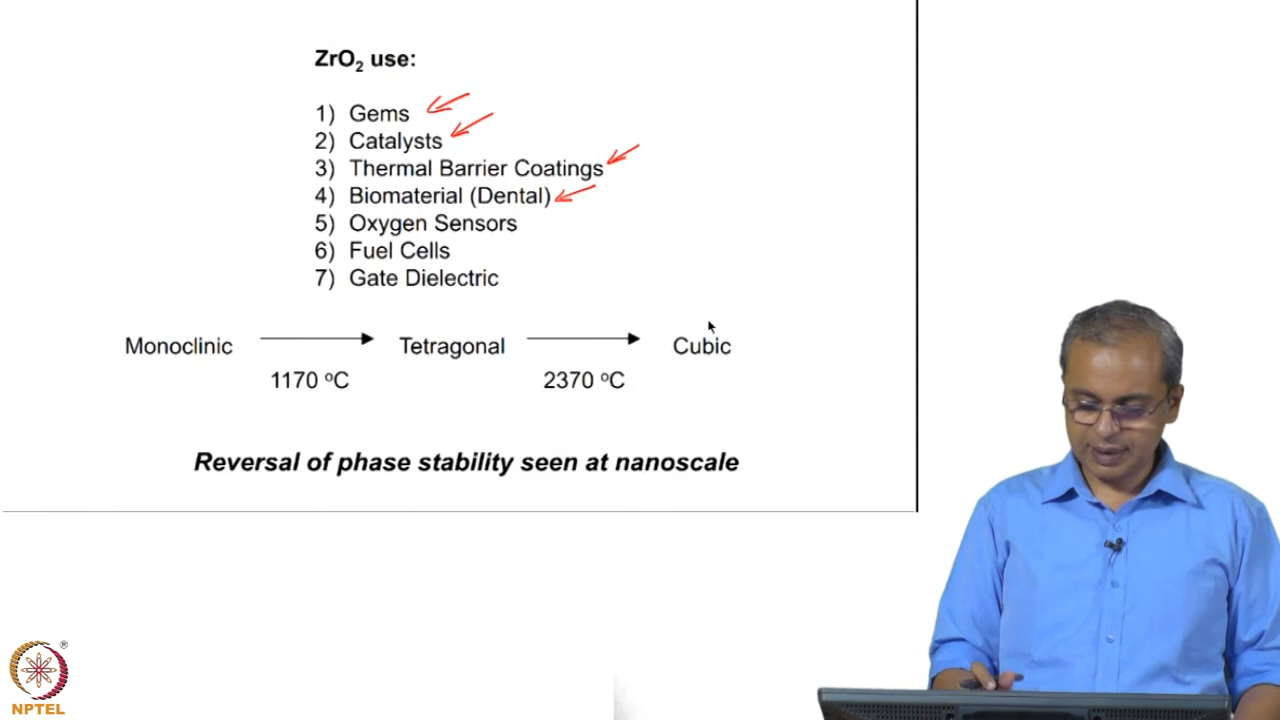 ZrO₂ use:
1) Gems
2) Catalysts
3) Thermal Barrier Coatings
4) Biomaterial (Dental)
5) Oxygen Sensors
6) Fuel Cells
7) Gate Dielectric
Monoclinic Tetragonal Cubic
1170 ºC 2370 ºC
Reversal of phase stability seen at nanoscale
®
NPTEL